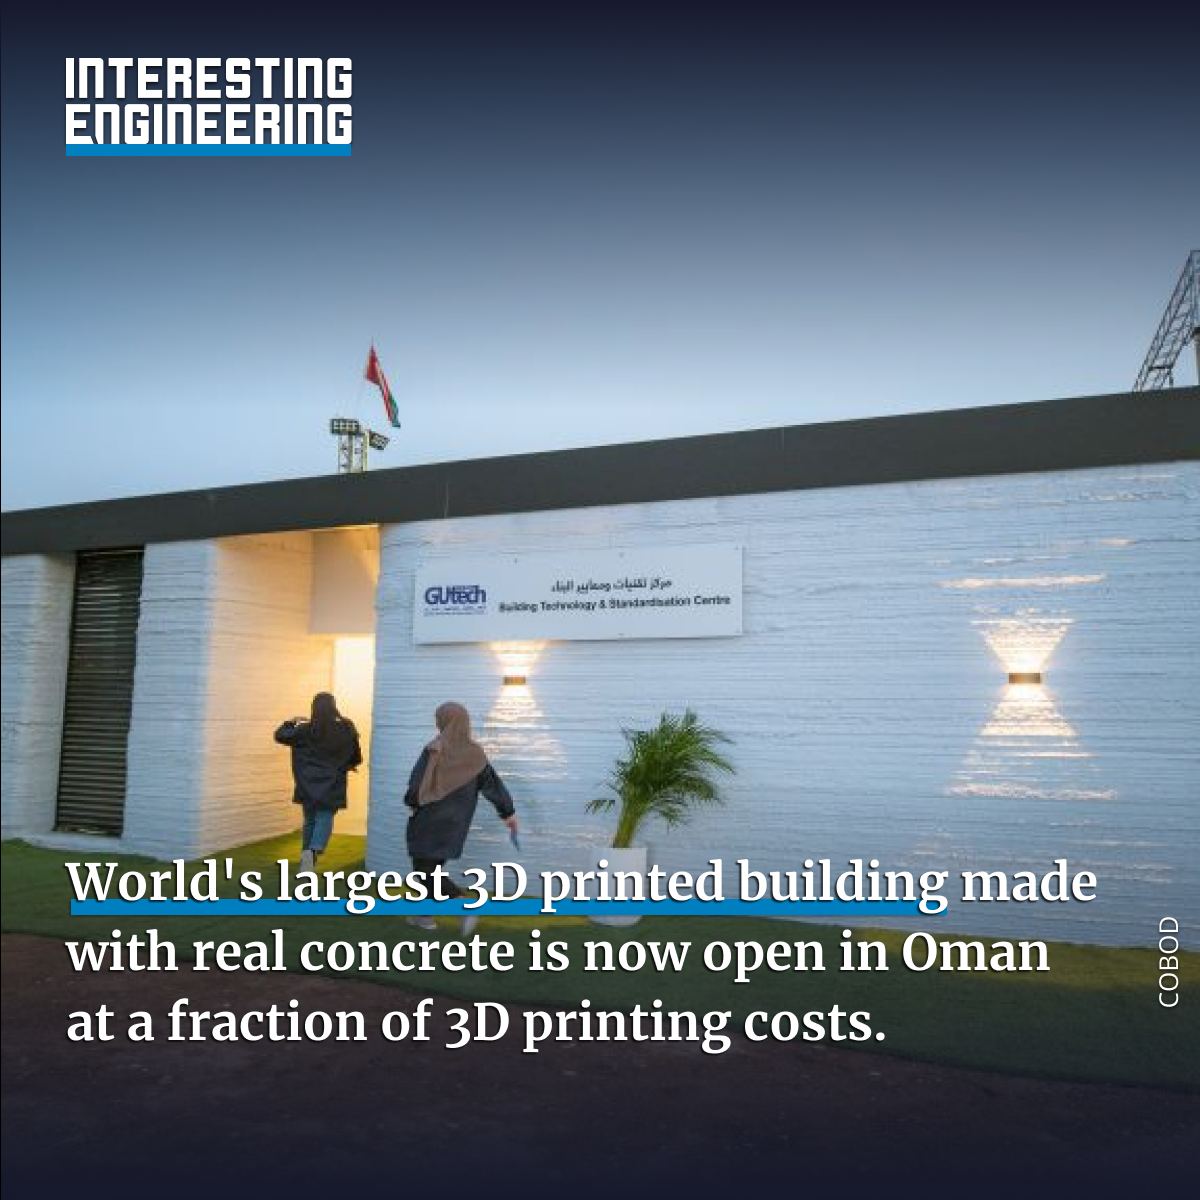 INTERESTING
ENGINEERING
GUtech
مركز تقنيات ومعايير البناء
Building Technology & Standardisation Centre
World's largest 3D printed building made
with real concrete is now open in Oman
at a fraction of 3D printing costs.
COBOD